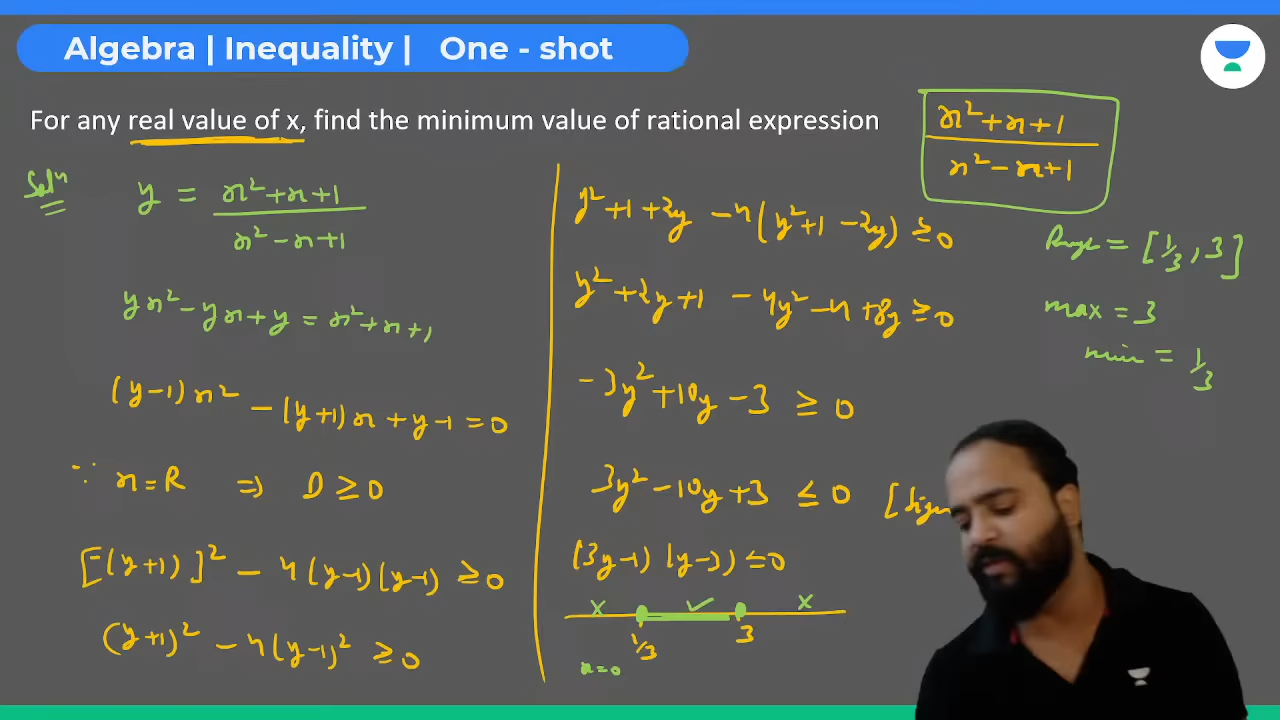 Algebra | Inequality | One - shot
For any real value of x, find the minimum value of rational expression
x²+x+1
x²-x+1
Solⁿ
y = x²+x+1
x²-x+1
yx² - yx + y = x²+x+1
(y-1)x² - (y+1)x + y-1 = 0
∵ x=R ⇒ D ≥ 0
[-(y+1)]² - 4(y-1)(y-1) ≥ 0
(y+1)² - 4(y-1)² ≥ 0
y²+1+2y - 4(y²+1-2y) ≥ 0
y²+2y+1 - 4y²-4+8y ≥ 0
-3y²+10y-3 ≥ 0
3y²-10y+3 ≤ 0
(3y-1)(y-3) ≤ 0
x ✓ x
1/3 3
x=0
Range = [1/3, 3]
max = 3
min = 1/3